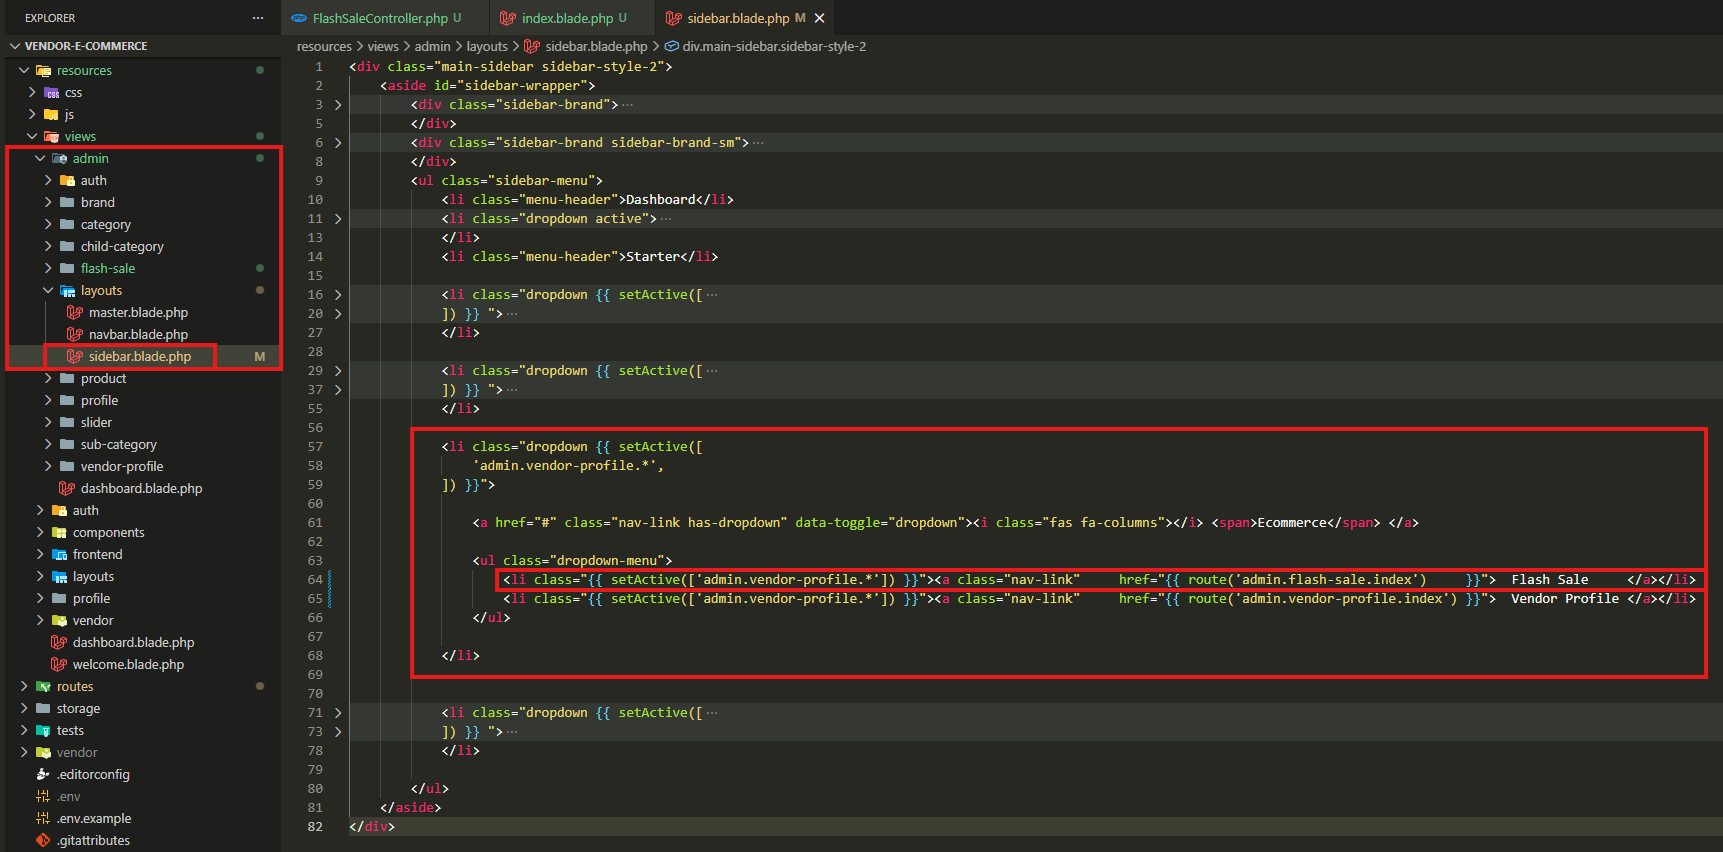 EXPLORER ···
VENDOR-E-COMMERCE
resources
css
js
views
admin
auth
brand
category
child-category
flash-sale
layouts
master.blade.php
navbar.blade.php
sidebar.blade.php M
product
profile
slider
sub-category
vendor-profile
dashboard.blade.php
auth
components
frontend
layouts
profile
vendor
dashboard.blade.php
welcome.blade.php
routes
storage
tests
vendor
.editorconfig
.env
.env.example
.gitattributes
FlashSaleController.php U index.blade.php U sidebar.blade.php M
resources > views > admin > layouts > sidebar.blade.php > div.main-sidebar.sidebar-style-2
1 <div class="main-sidebar sidebar-style-2">
2 <aside id="sidebar-wrapper">
3 <div class="sidebar-brand">···
5 </div>
6 <div class="sidebar-brand sidebar-brand-sm">···
8 </div>
9 <ul class="sidebar-menu">
10 <li class="menu-header">Dashboard</li>
11 <li class="dropdown active">···
13 </li>
14 <li class="menu-header">Starter</li>
15
16 <li class="dropdown {{ setActive([···
20 ]) }} ">···
27 </li>
28
29 <li class="dropdown {{ setActive([···
37 ]) }} ">···
55 </li>
56
57 <li class="dropdown {{ setActive([
58 'admin.vendor-profile.*',
59 ]) }}">
60
61 <a href="#" class="nav-link has-dropdown" data-toggle="dropdown"><i class="fas fa-columns"></i> <span>Ecommerce</span> </a>
62
63 <ul class="dropdown-menu">
64 <li class="{{ setActive(['admin.vendor-profile.*']) }}"><a class="nav-link" href="{{ route('admin.flash-sale.index') }}"> Flash Sale </a></li>
65 <li class="{{ setActive(['admin.vendor-profile.*']) }}"><a class="nav-link" href="{{ route('admin.vendor-profile.index') }}"> Vendor Profile </a></li>
66 </ul>
67
68 </li>
69
70
71 <li class="dropdown {{ setActive([···
73 ]) }} ">···
78 </li>
79
80 </ul>
81 </aside>
82 </div>